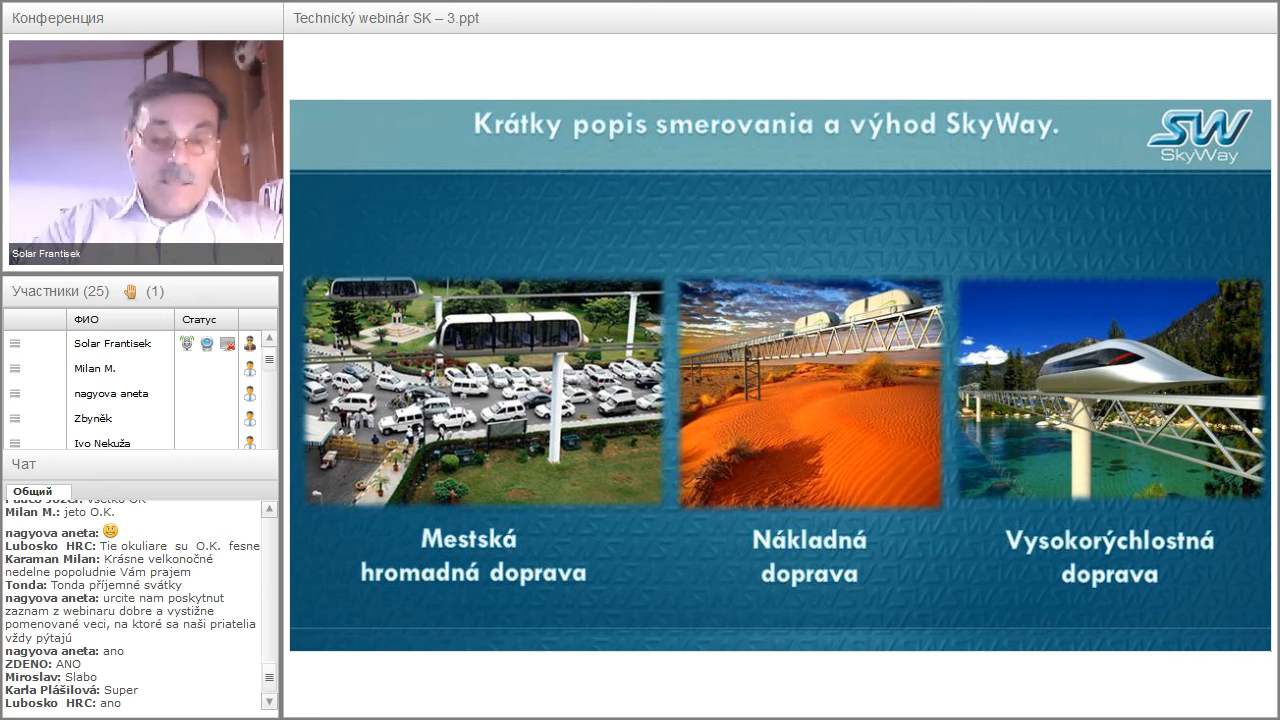 Конференция
Technický webinár SK – 3.ppt
Solar Frantisek
Участники (25)
(1)
ФИО
Статус
Solar Frantisek
Milan M.
nagyova aneta
Zbyněk
Ivo Nekuža
Чат
Общий
Milan M.: jeto O.K.
nagyova aneta:
Lubosko HRC: Tie okuliare su O.K. fesne
Karaman Milan: Krásne velkonočné
nedelne popoludnie Vám prajem
Tonda: Tonda příjemné svátky
nagyova aneta: urcite nam poskytnut
zaznam z webinaru dobre a vystižne
pomenované veci, na ktoré sa naši priatelia
vždy pýtajú
nagyova aneta: ano
ZDENO: ANO
Miroslav: Slabo
Karla Plášilová: Super
Lubosko HRC: ano
Krátky popis smerovania a výhod SkyWay.
SW
SkyWay
Mestská
hromadná doprava
Nákladná
doprava
Vysokorýchlostná
doprava